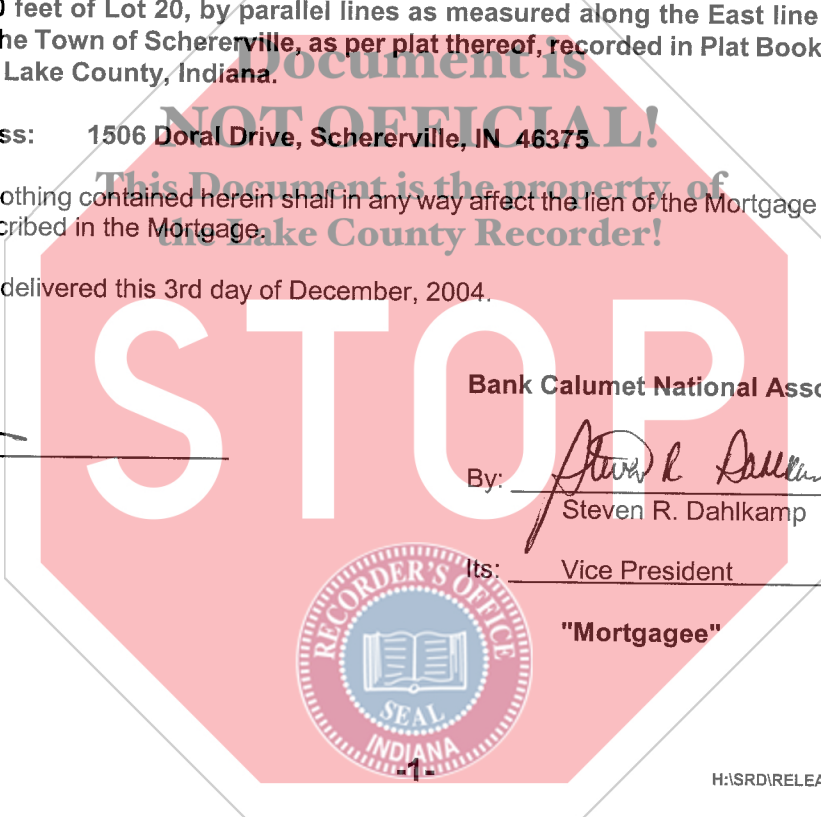 feet of Lot 20, by parallel lines as measured along the East line
he Town of Schererville, as per plat thereof, recorded in Plat Book
Lake County, Indiana.
Document is
NOT OFFICIAL!
ss: 1506 Doral Drive, Schererville, IN 46375
This Document is the property of
the Lake County Recorder!
othing contained herein shall in any way affect the lien of the Mortgage
cribed in the Mortgage.
delivered this 3rd day of December, 2004.
STOP
Bank Calumet National Asso
By: Steven R Dahlkam
Steven R. Dahlkamp
Its: Vice President
"Mortgagee"
RECORDER'S OFFICE
SEAL
INDIANA
-1-
H:\SRD\RELEA